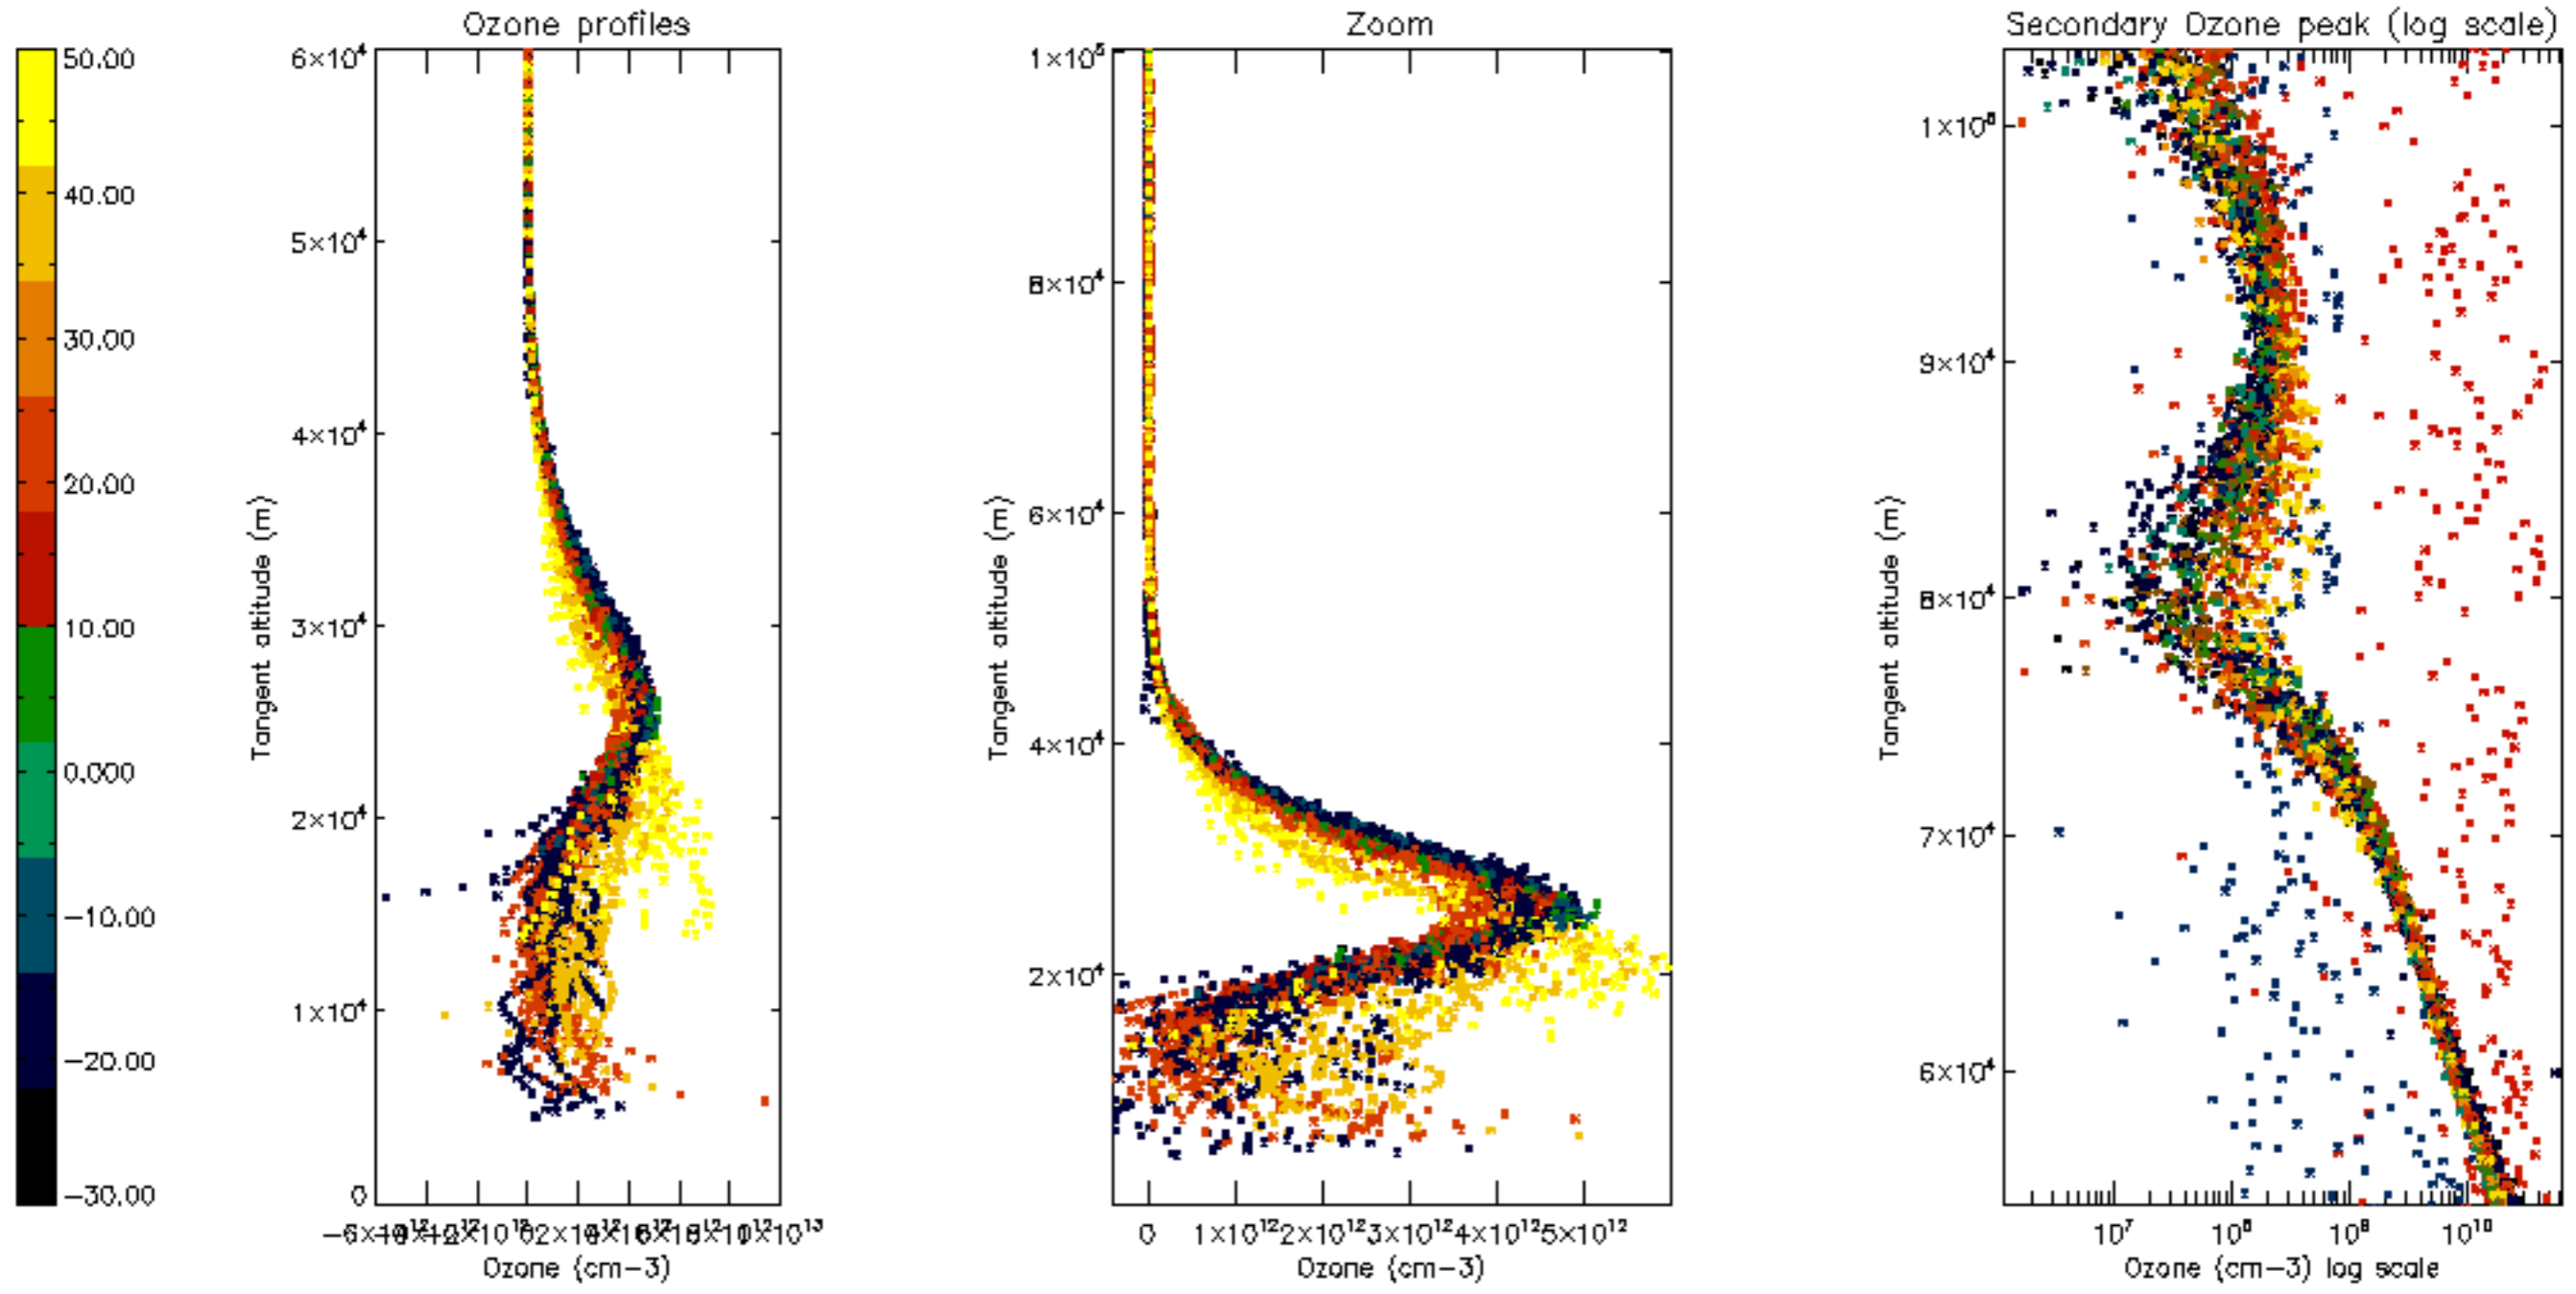 Ozone profiles
Zoom
Secondary Ozone peak (log scale)
50.00
40.00
30.00
20.00
10.00
0.000
−10.00
−20.00
−30.00
6×10⁴
5×10⁴
4×10⁴
3×10⁴
2×10⁴
1×10⁴
0
Tangent altitude (m)
Ozone (cm−3)
1×10⁵
8×10⁴
6×10⁴
4×10⁴
2×10⁴
Tangent altitude (m)
0 1×10¹² 2×10¹² 3×10¹² 4×10¹² 5×10¹²
Ozone (cm−3)
1×10⁵
9×10⁴
8×10⁴
7×10⁴
6×10⁴
Tangent altitude (m)
10⁷ 10⁸ 10⁹ 10¹⁰
Ozone (cm−3) log scale